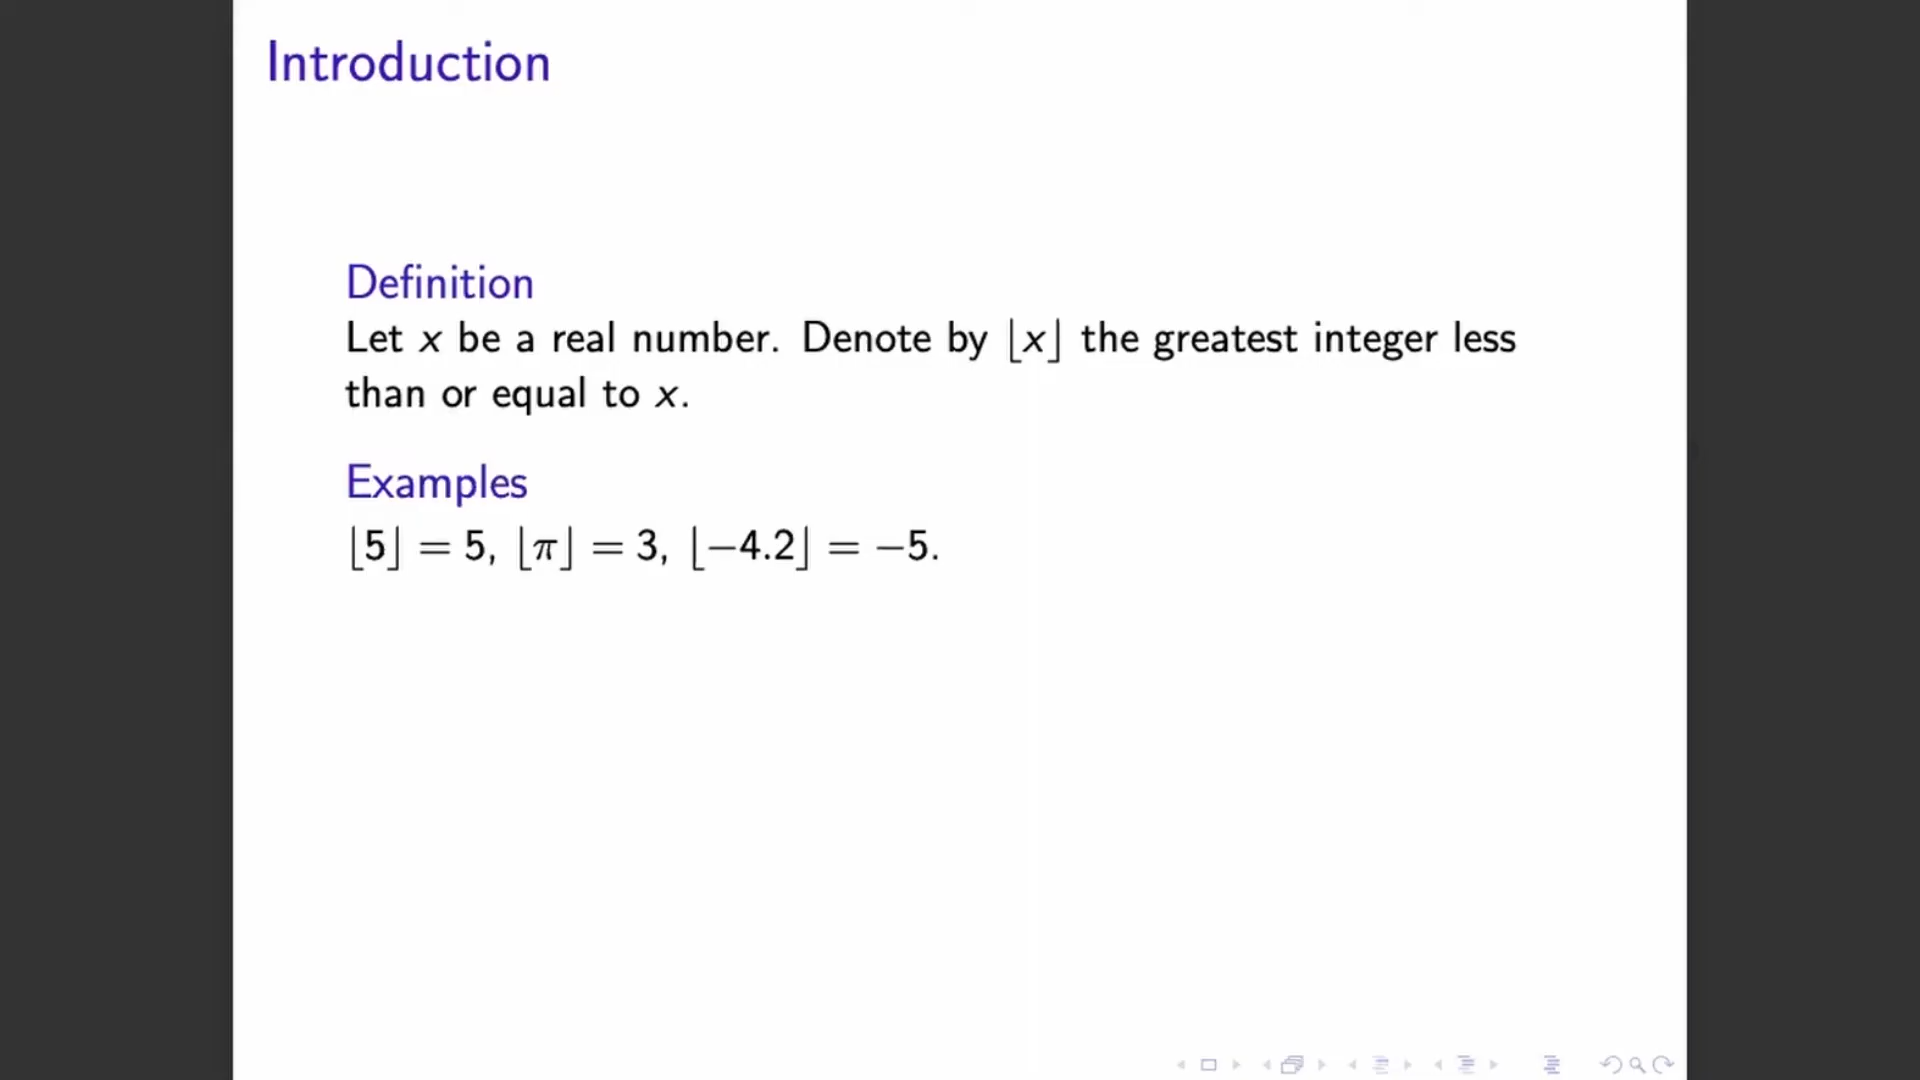 Introduction
Definition
Let x be a real number. Denote by ⌊x⌋ the greatest integer less
than or equal to x.
Examples
⌊5⌋ = 5, ⌊π⌋ = 3, ⌊−4.2⌋ = −5.